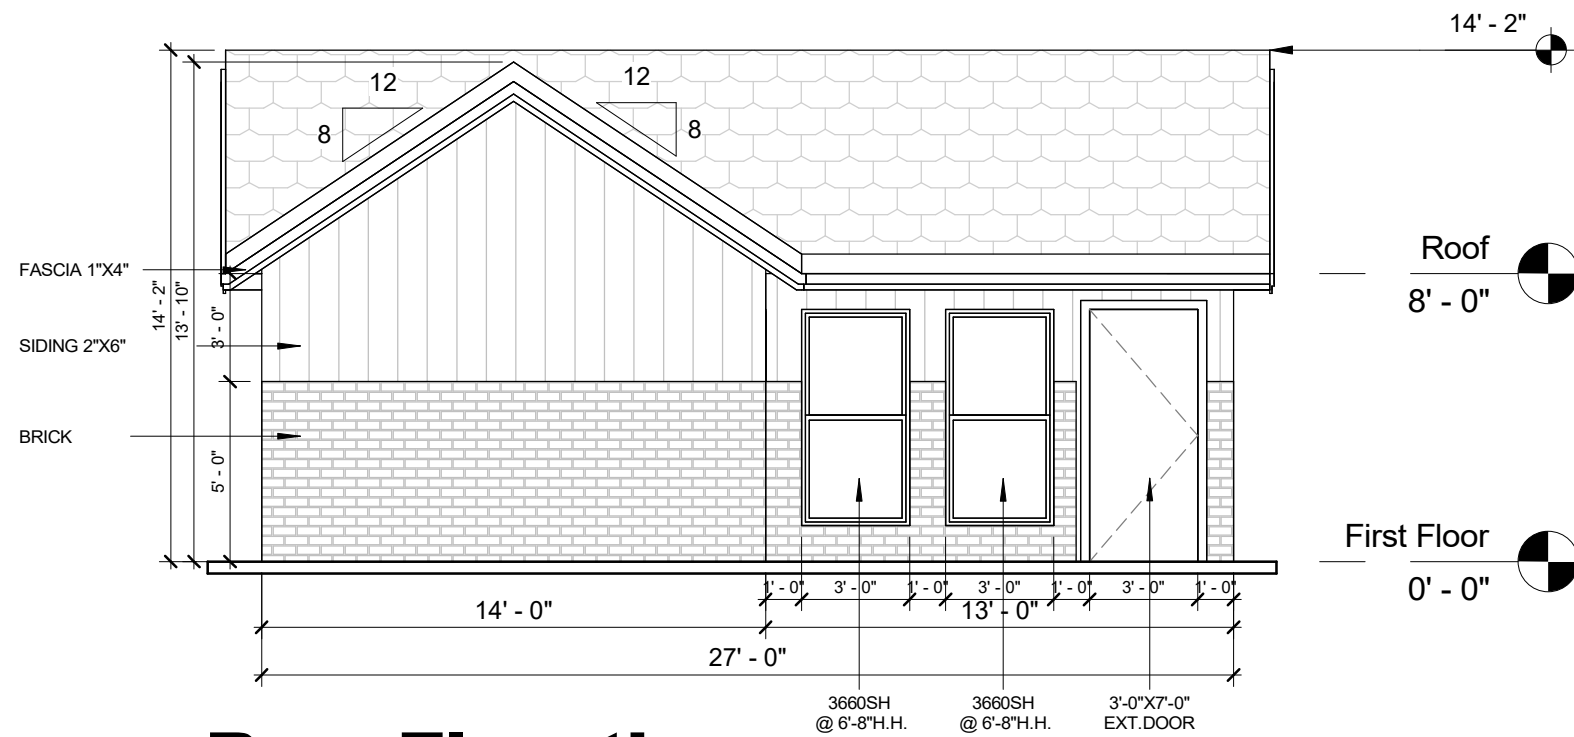 14' - 2"
12
12
8
8
Roof
8' - 0"
FASCIA 1"X4"
14' - 2"
13' - 10"
3' - 0"
SIDING 2"X6"
BRICK
5' - 0"
First Floor
0' - 0"
1' - 0"
3' - 0"
1' - 0"
3' - 0"
1' - 0"
3' - 0"
1' - 0"
14' - 0"
13' - 0"
27' - 0"
3660SH
@ 6'-8"H.H.
3660SH
@ 6'-8"H.H.
3'-0"X7'-0"
EXT.DOOR